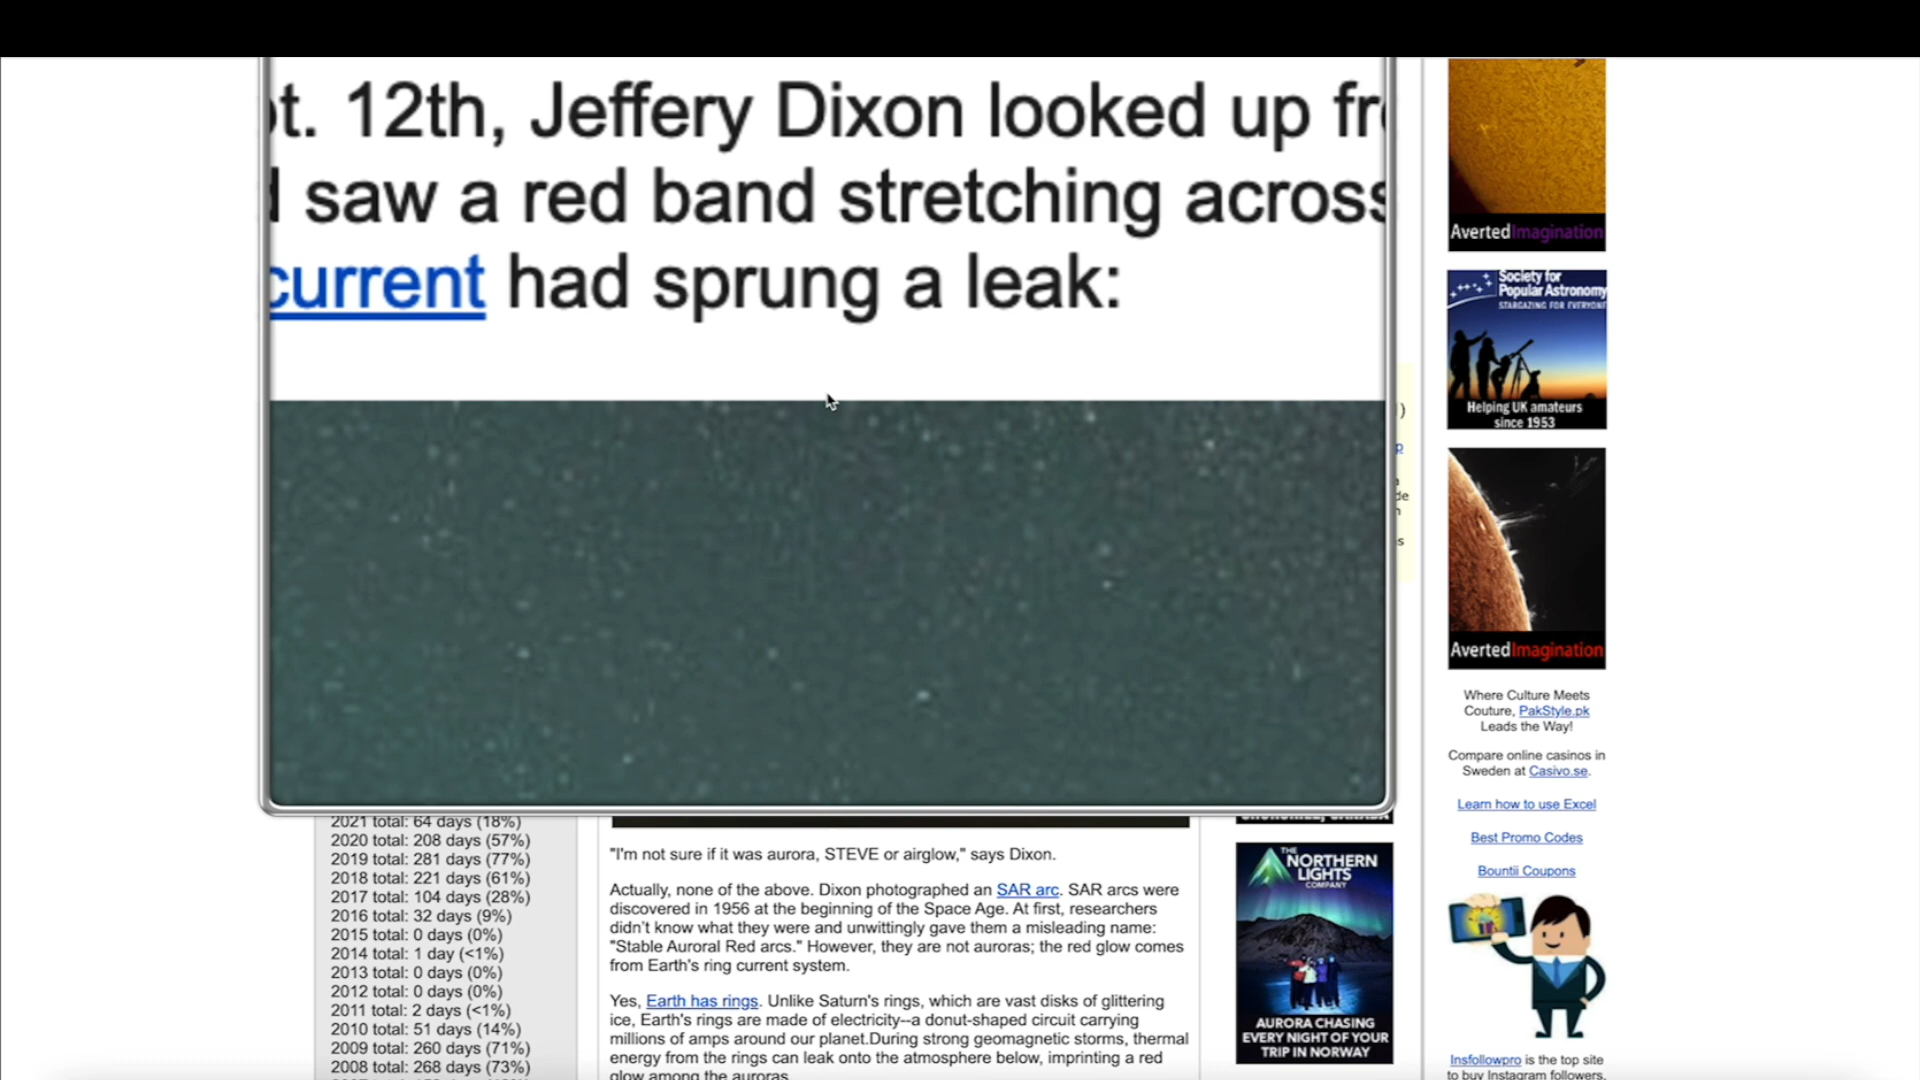 t. 12th, Jeffery Dixon looked up
saw a red band stretching across
current had sprung a leak:
2021 total: 64 days (18%)
2020 total: 208 days (57%)
2019 total: 281 days (77%)
2018 total: 221 days (61%)
2017 total: 104 days (28%)
2016 total: 32 days (9%)
2015 total: 0 days (0%)
2014 total: 1 day (<1%)
2013 total: 0 days (0%)
2012 total: 0 days (0%)
2011 total: 2 days (<1%)
2010 total: 51 days (14%)
2009 total: 260 days (71%)
2008 total: 268 days (73%)
"I'm not sure if it was aurora, STEVE or airglow," says Dixon.
Actually, none of the above. Dixon photographed an SAR arc. SAR arcs were
discovered in 1956 at the beginning of the Space Age. At first, researchers
didn't know what they were and unwittingly gave them a misleading name:
"Stable Auroral Red arcs." However, they are not auroras; the red glow comes
from Earth's ring current system.
Yes, Earth has rings. Unlike Saturn's rings, which are vast disks of glittering
ice, Earth's rings are made of electricity--a donut-shaped circuit carrying
millions of amps around our planet.During strong geomagnetic storms, thermal
energy from the rings can leak onto the atmosphere below, imprinting a red
glow among the auroras.
THE
NORTHERN
LIGHTS
COMPANY
AURORA CHASING
EVERY NIGHT OF YOUR
TRIP IN NORWAY
AvertedImagination
Society for
Popular Astronomy
STARGAZING FOR EVERYONE
Helping UK amateurs
since 1953
AvertedImagination
Where Culture Meets
Couture, PakStyle.pk
Leads the Way!
Compare online casinos in
Sweden at Casivo.se.
Learn how to use Excel
Best Promo Codes
Bountii Coupons
Insfollowpro is the top site
to buy Instagram followers.